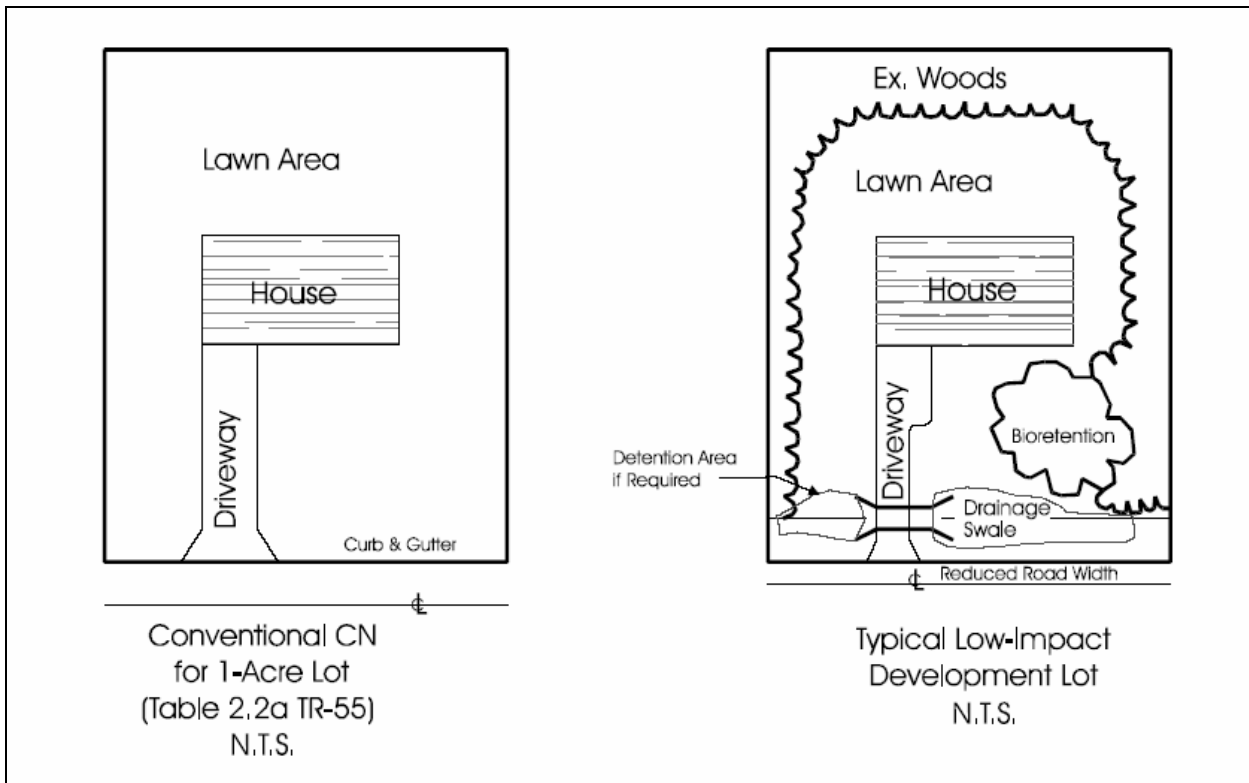 Lawn Area
House
Driveway
Curb & Gutter
℄
Conventional CN
for 1-Acre Lot
(Table 2.2a TR-55)
N.T.S.
Ex. Woods
Lawn Area
House
Driveway
Bioretention
Detention Area
if Required
Drainage
Swale
℄
Reduced Road Width
Typical Low-Impact
Development Lot
N.T.S.